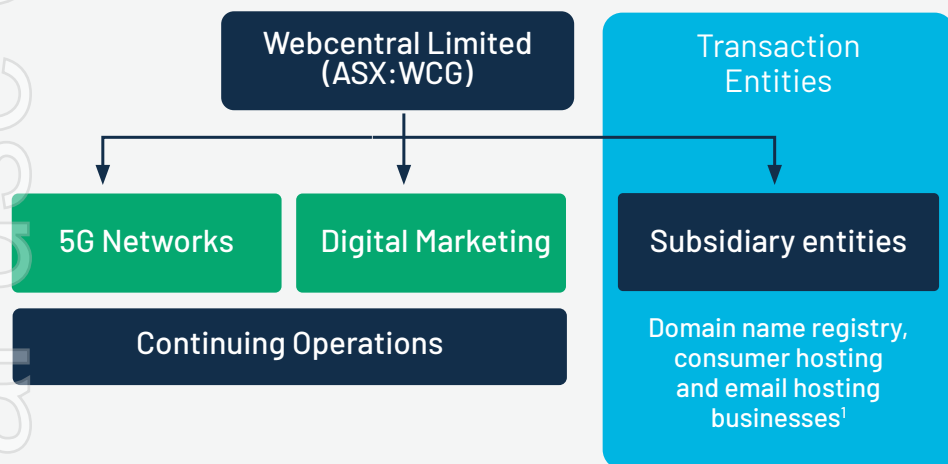 Webcentral Limited
(ASX:WCG)
Transaction
Entities
5G Networks
Digital Marketing
Subsidiary entities
Continuing Operations
Domain name registry,
consumer hosting
and email hosting
businesses¹